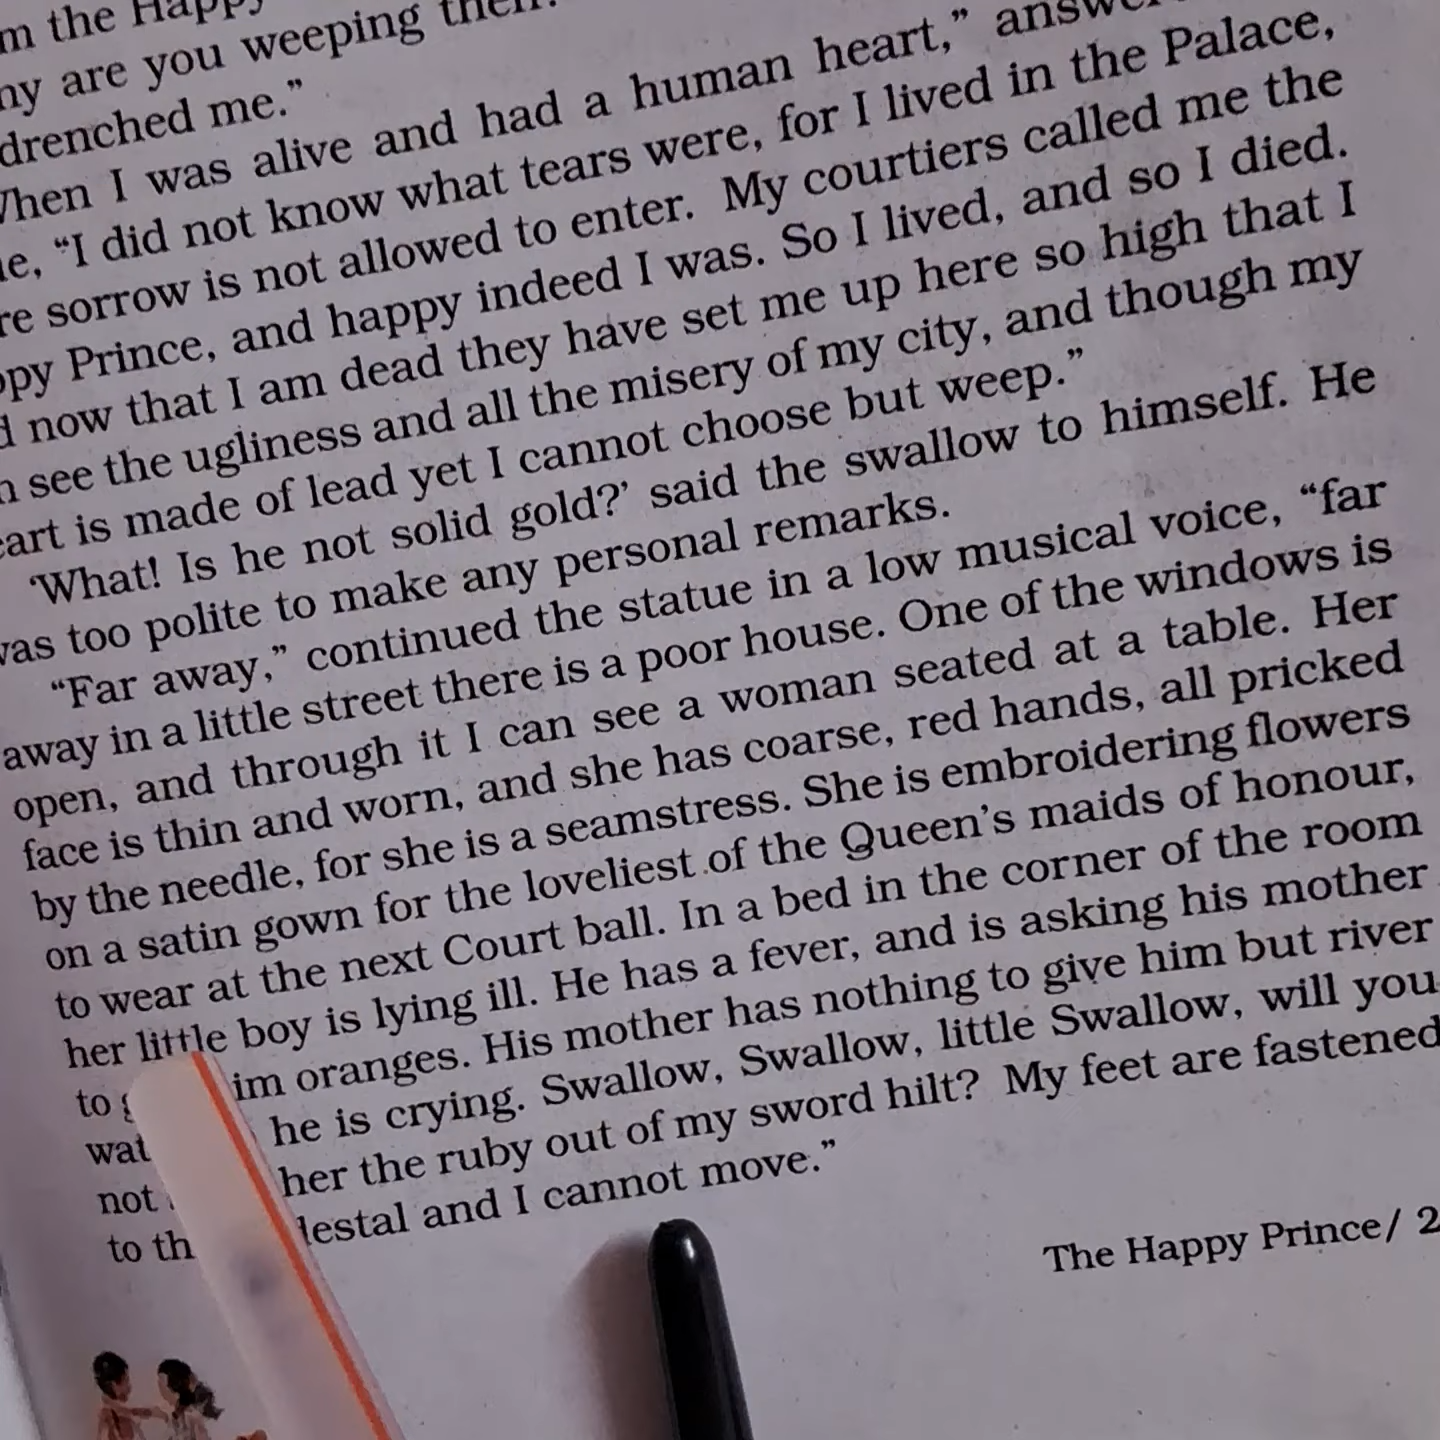 m the Happy
are you weeping then
drenched me.”
When I was alive and had a human heart,”
“I did not know what tears were, for I lived in the Palace,
sorrow is not allowed to enter. My courtiers called me the
Prince, and happy indeed I was. So I lived, and so I died.
now that I am dead they have set me up here so high that I
see the ugliness and all the misery of my city, and though my
is made of lead yet I cannot choose but weep.”
‘What! Is he not solid gold?’ said the swallow to himself. He
was too polite to make any personal remarks.
“Far away,” continued the statue in a low musical voice, “far
away in a little street there is a poor house. One of the windows is
open, and through it I can see a woman seated at a table. Her
face is thin and worn, and she has coarse, red hands, all pricked
by the needle, for she is a seamstress. She is embroidering flowers
on a satin gown for the loveliest of the Queen’s maids of honour,
to wear at the next Court ball. In a bed in the corner of the room
her little boy is lying ill. He has a fever, and is asking his mother
to im oranges. His mother has nothing to give him but river
wat he is crying. Swallow, Swallow, little Swallow, will you
not her the ruby out of my sword hilt? My feet are fastened
to th destal and I cannot move.”
The Happy Prince/ 2